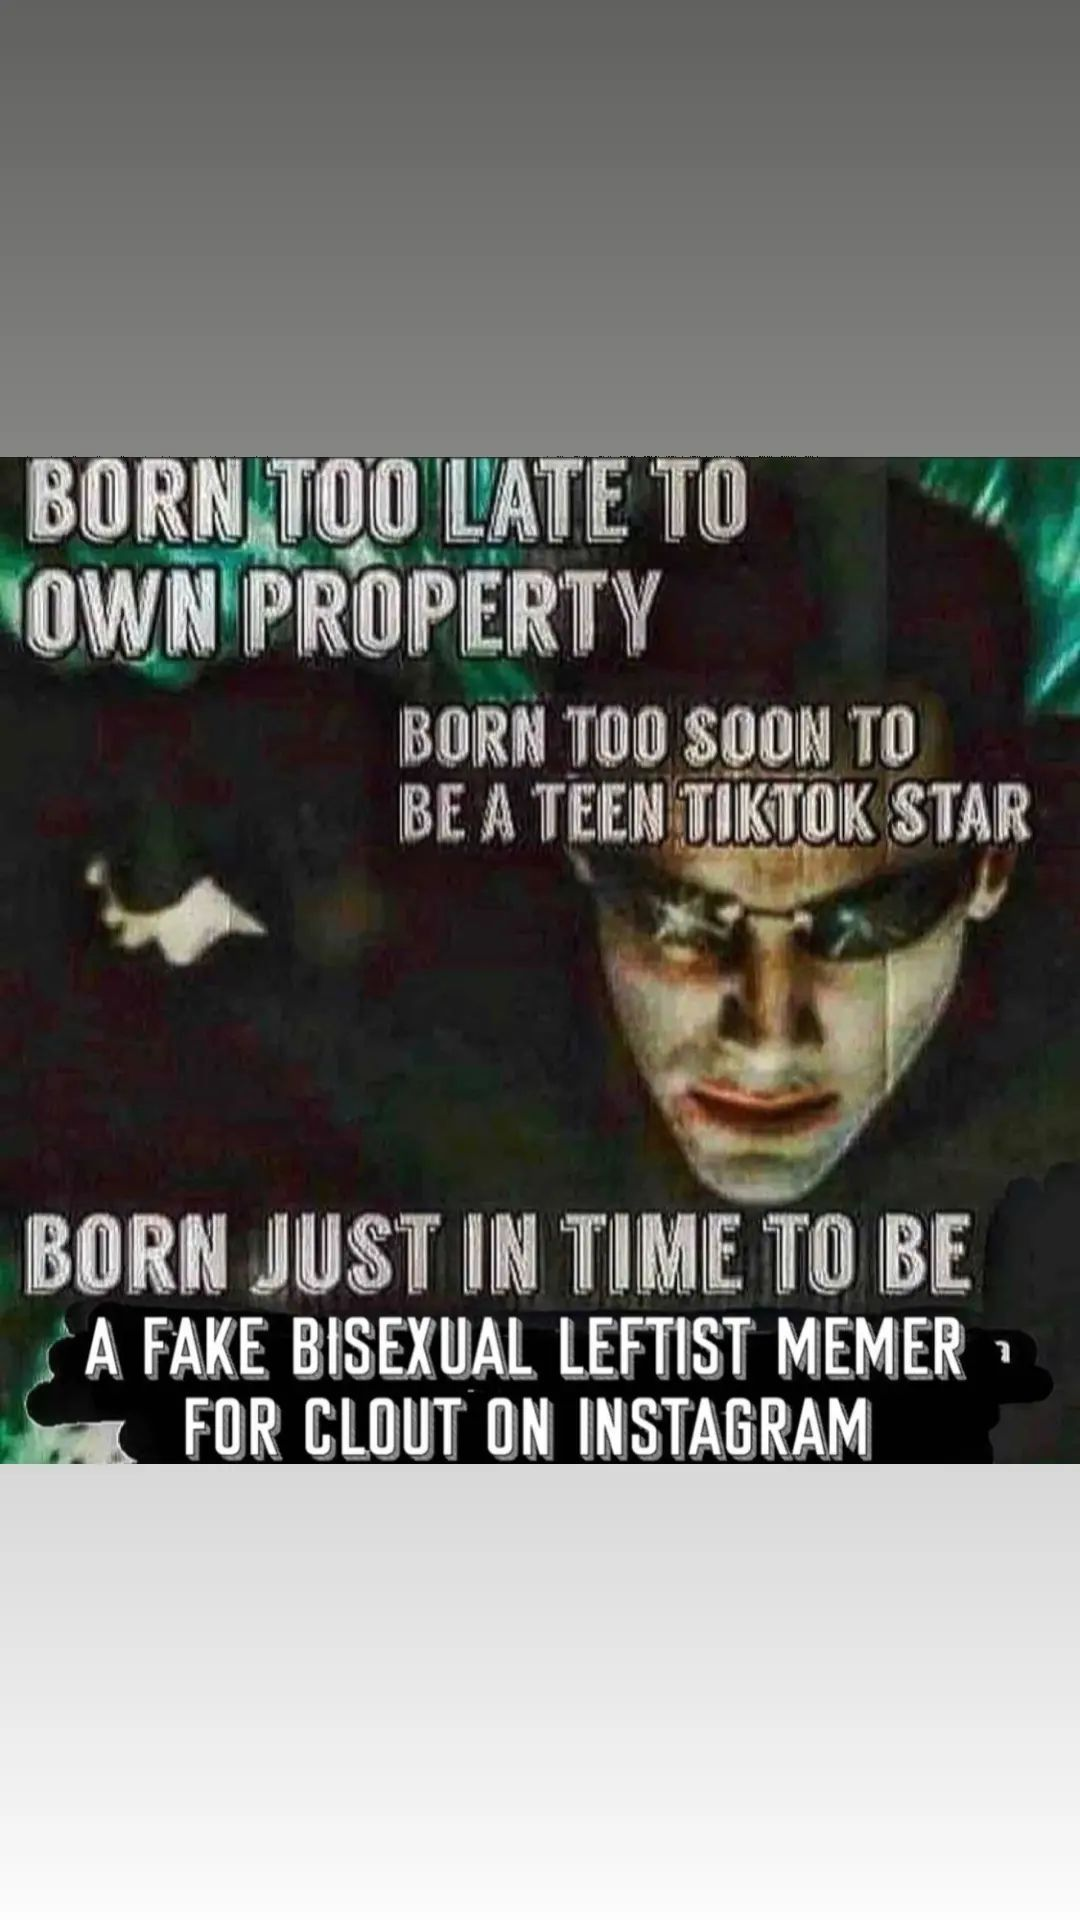 BORN TOO LATE TO
OWN PROPERTY
BORN TOO SOON TO
BE A TEEN TIKTOK STAR
BORN JUST IN TIME TO BE
A FAKE BISEXUAL LEFTIST MEMER
FOR CLOUT ON INSTAGRAM